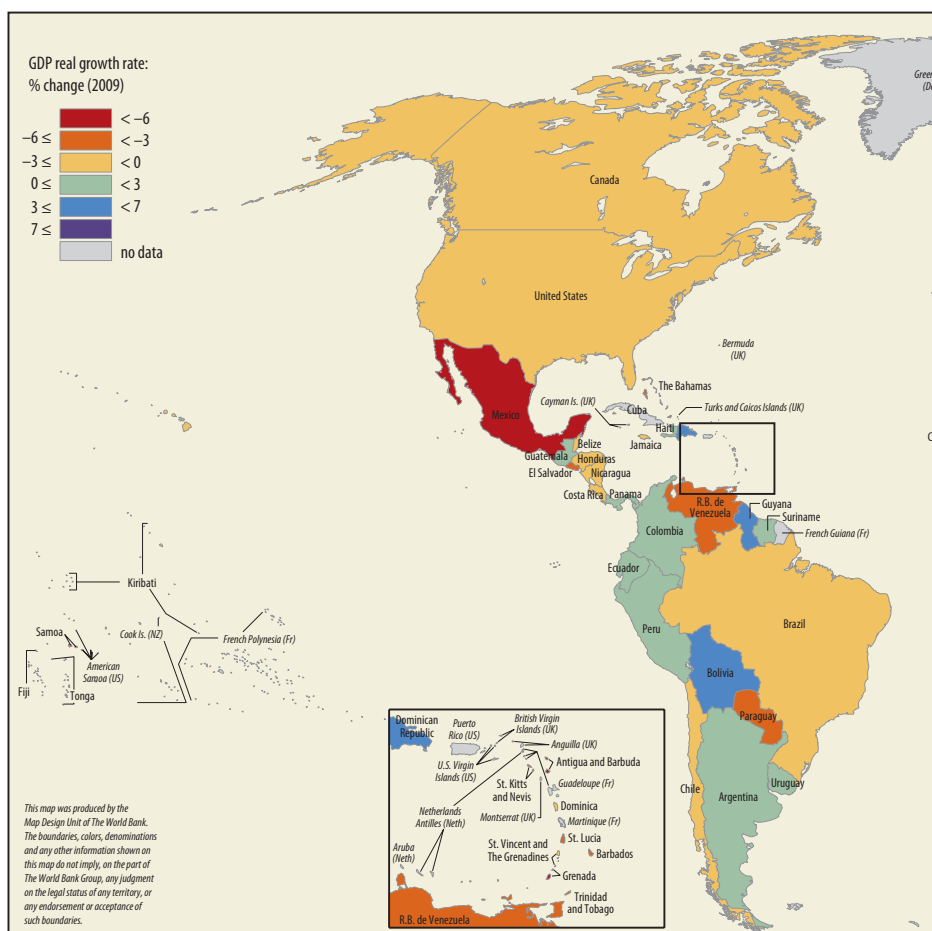 GDP real growth rate:
% change (2009)
< –6
–6 ≤ < –3
–3 ≤ < 0
0 ≤ < 3
3 ≤ < 7
7 ≤
no data
Canada
United States
Bermuda
(UK)
Mexico
The Bahamas
Cayman Is. (UK)
Cuba
Turks and Caicos Islands (UK)
Haiti
Jamaica
Belize
Guatemala
Honduras
El Salvador
Nicaragua
Costa Rica
Panama
R.B. de
Venezuela
Guyana
Suriname
French Guiana (Fr)
Colombia
Ecuador
Peru
Brazil
Bolivia
Paraguay
Chile
Argentina
Uruguay
Kiribati
Samoa
Cook Is. (NZ)
French Polynesia (Fr)
American
Samoa (US)
Fiji
Tonga
Dominican
Republic
Puerto
Rico (US)
British Virgin
Islands (UK)
U.S. Virgin
Islands (US)
Anguilla (UK)
Antigua and Barbuda
St. Kitts
and Nevis
Guadeloupe (Fr)
Montserrat (UK)
Netherlands
Antilles (Neth)
Dominica
Martinique (Fr)
St. Lucia
Aruba
(Neth)
St. Vincent and
The Grenadines
Barbados
Grenada
Trinidad
and Tobago
R.B. de Venezuela
This map was produced by the
Map Design Unit of The World Bank.
The boundaries, colors, denominations
and any other information shown on
this map do not imply, on the part of
The World Bank Group, any judgment
on the legal status of any territory, or
any endorsement or acceptance of
such boundaries.